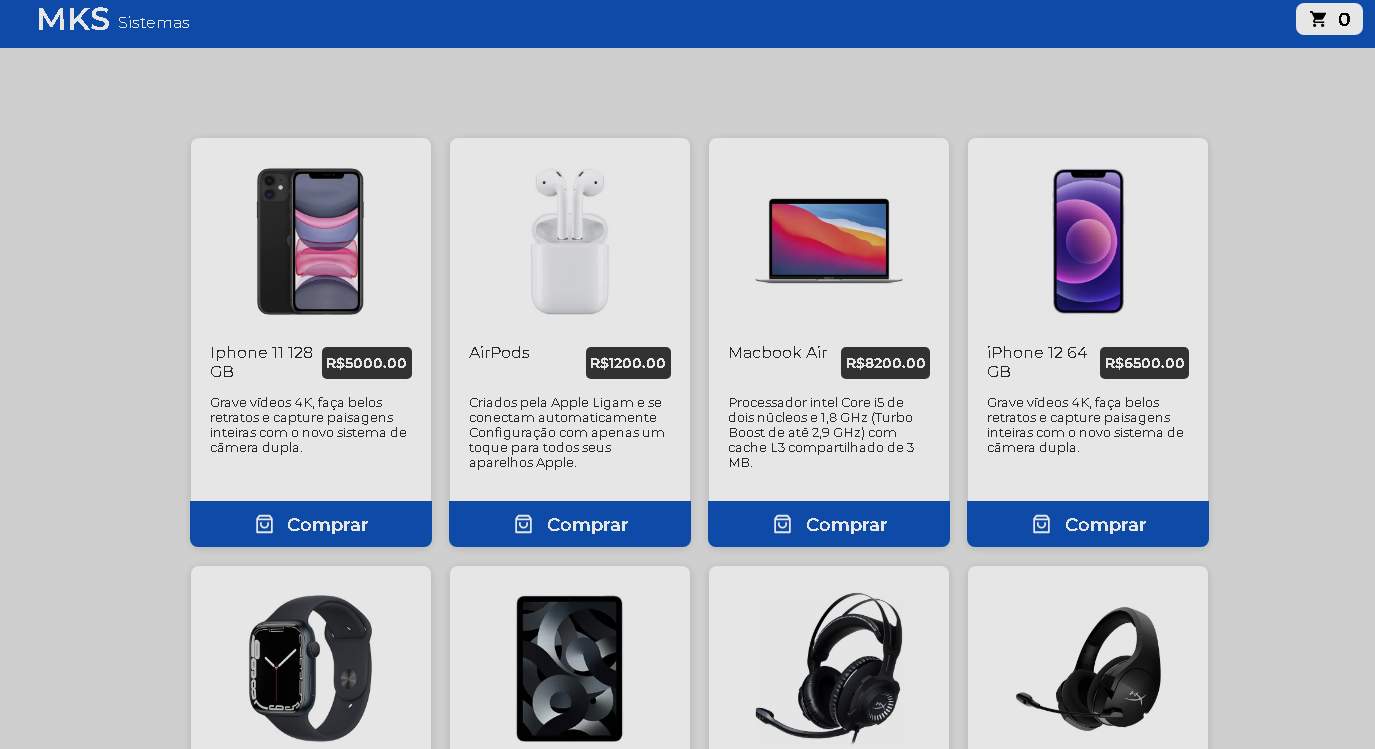 MKS Sistemas
0
Iphone 11 128
GB
R$5000.00
Grave vídeos 4K, faça belos
retratos e capture paisagens
inteiras com o novo sistema de
câmera dupla.
Comprar
AirPods
R$1200.00
Criados pela Apple Ligam e se
conectam automaticamente
Configuração com apenas um
toque para todos seus
aparelhos Apple.
Comprar
Macbook Air
R$8200.00
Processador intel Core i5 de
dois núcleos e 1,8 GHz (Turbo
Boost de até 2,9 GHz) com
cache L3 compartilhado de 3
MB.
Comprar
iPhone 12 64
GB
R$6500.00
Grave vídeos 4K, faça belos
retratos e capture paisagens
inteiras com o novo sistema de
câmera dupla.
Comprar